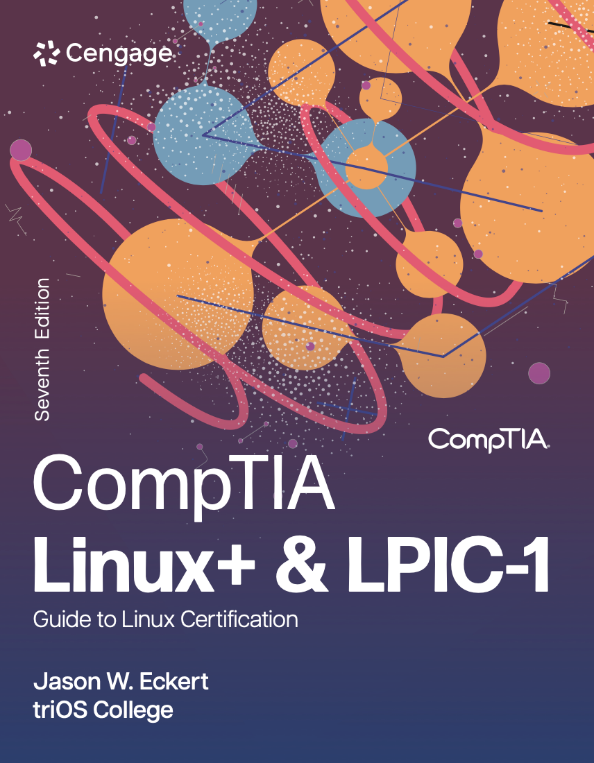 Cengage
Seventh Edition
CompTIA
CompTIA
Linux+ & LPIC-1
Guide to Linux Certification
Jason W. Eckert
triOS College